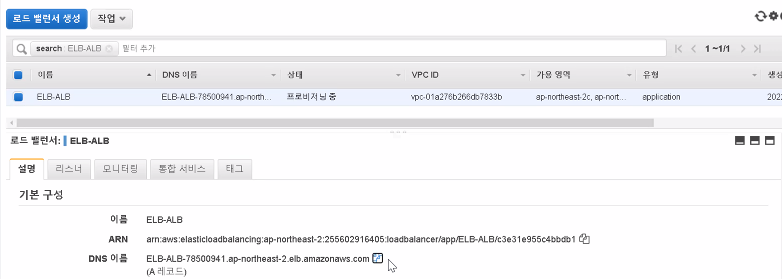 로드 밸런서 생성 작업
search : ELB-ALB 필터 추가 1 ~1/1
이름 DNS 이름 상태 VPC ID 가용 영역 유형 생성
ELB-ALB ELB-ALB-78500941.ap-north... 프로비저닝 중 vpc-01a276b266db7833b ap-northeast-2c, ap-nort... application 202
로드 밸런서: ELB-ALB
설명 리스너 모니터링 통합 서비스 태그
기본 구성
이름 ELB-ALB
ARN arn:aws:elasticloadbalancing:ap-northeast-2:255602916405:loadbalancer/app/ELB-ALB/c3e31e955c4bbdb1
DNS 이름 ELB-ALB-78500941.ap-northeast-2.elb.amazonaws.com
(A 레코드)